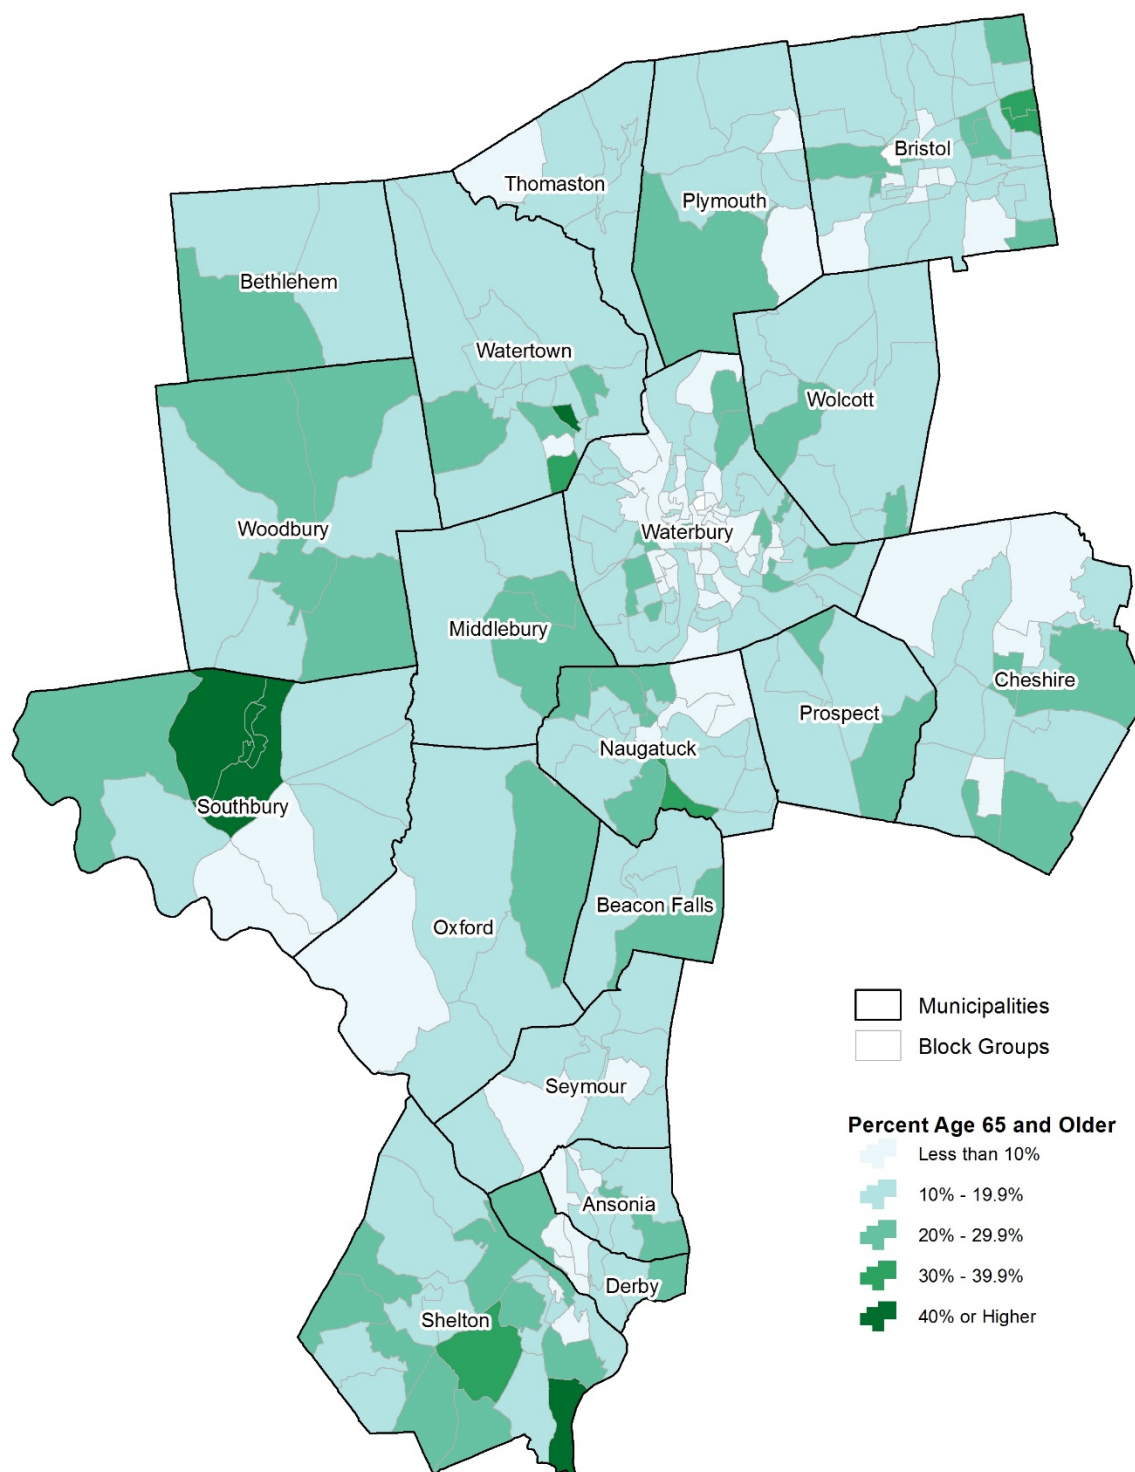 Bristol
Thomaston
Plymouth
Bethlehem
Watertown
Wolcott
Woodbury
Waterbury
Middlebury
Cheshire
Prospect
Naugatuck
Southbury
Beacon Falls
Oxford
Municipalities
Block Groups
Seymour
Percent Age 65 and Older
Less than 10%
10% - 19.9%
Ansonia
20% - 29.9%
30% - 39.9%
Derby
Shelton
40% or Higher